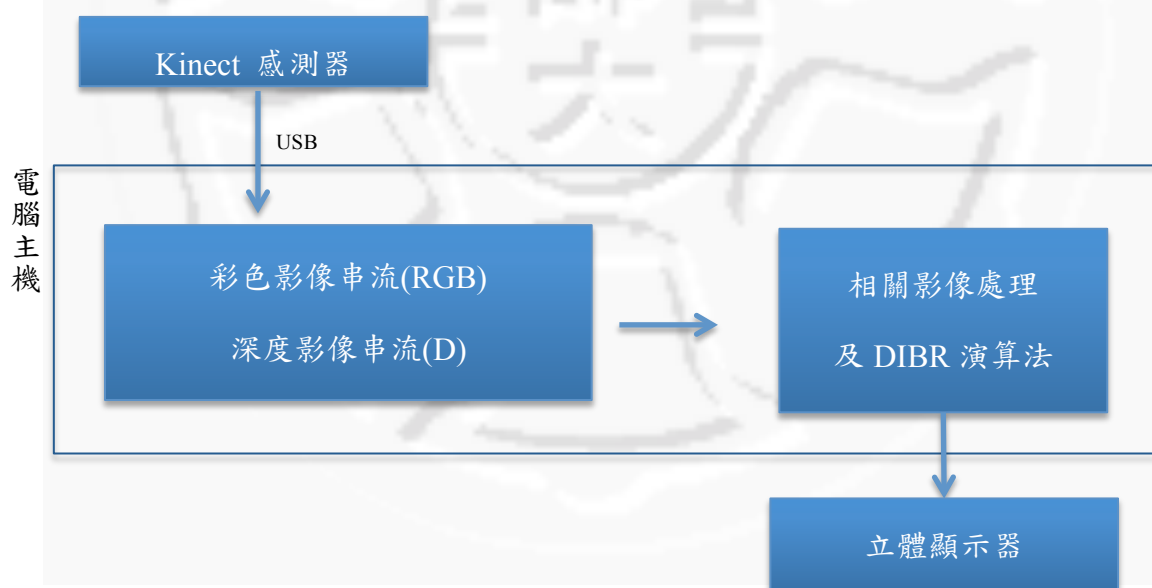 Kinect 感測器
USB
電腦主機
彩色影像串流(RGB)
深度影像串流(D)
相關影像處理
及 DIBR 演算法
立體顯示器